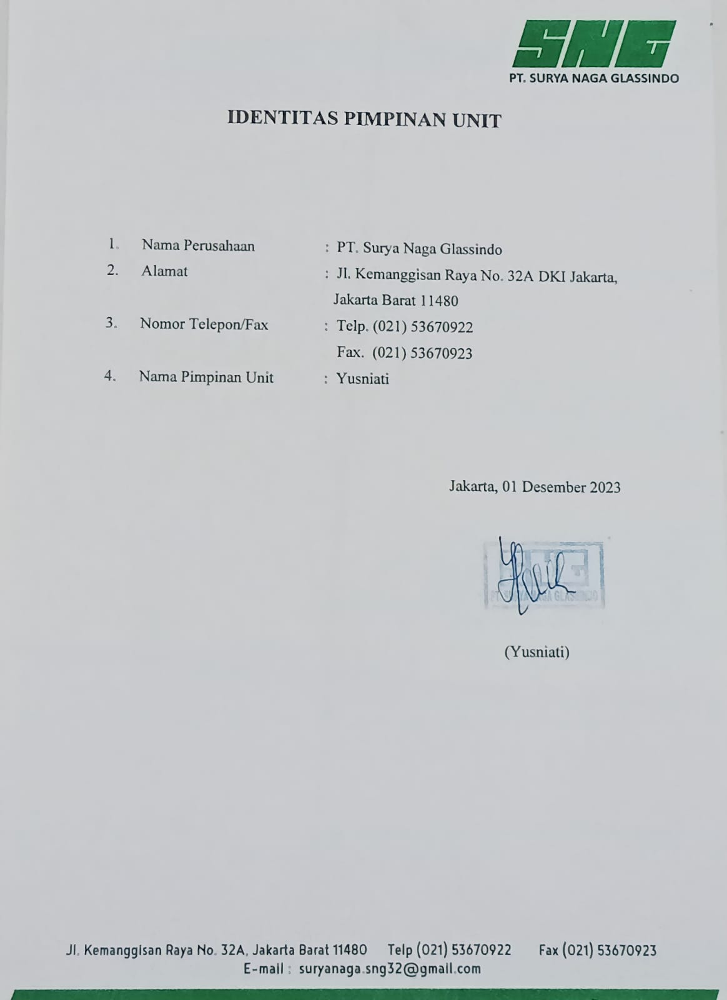 SNG
PT. SURYA NAGA GLASSINDO
IDENTITAS PIMPINAN UNIT
1. Nama Perusahaan : PT. Surya Naga Glassindo
2. Alamat : Jl. Kemanggisan Raya No. 32A DKI Jakarta,
Jakarta Barat 11480
3. Nomor Telepon/Fax : Telp. (021) 53670922
Fax. (021) 53670923
4. Nama Pimpinan Unit : Yusniati
Jakarta, 01 Desember 2023
SNG
PT. SURYA NAGA GLASSINDO
(Yusniati)
Jl. Kemanggisan Raya No. 32A, Jakarta Barat 11480 Telp (021) 53670922 Fax (021) 53670923
E-mail : suryanaga.sng32@gmail.com